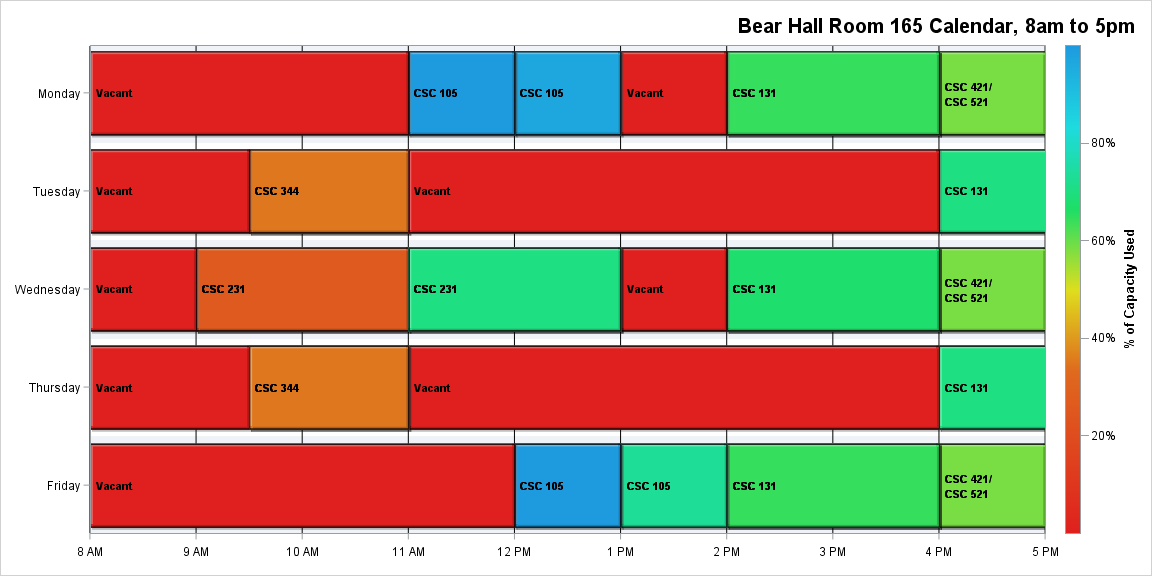 Bear Hall Room 165 Calendar, 8am to 5pm
Monday
Vacant
CSC 105
CSC 105
Vacant
CSC 131
CSC 421/
CSC 521
Tuesday
Vacant
CSC 344
Vacant
CSC 131
Wednesday
Vacant
CSC 231
CSC 231
Vacant
CSC 131
CSC 421/
CSC 521
Thursday
Vacant
CSC 344
Vacant
CSC 131
Friday
Vacant
CSC 105
CSC 105
CSC 131
CSC 421/
CSC 521
8 AM
9 AM
10 AM
11 AM
12 PM
1 PM
2 PM
3 PM
4 PM
5 PM
80%
60%
40%
20%
% of Capacity Used